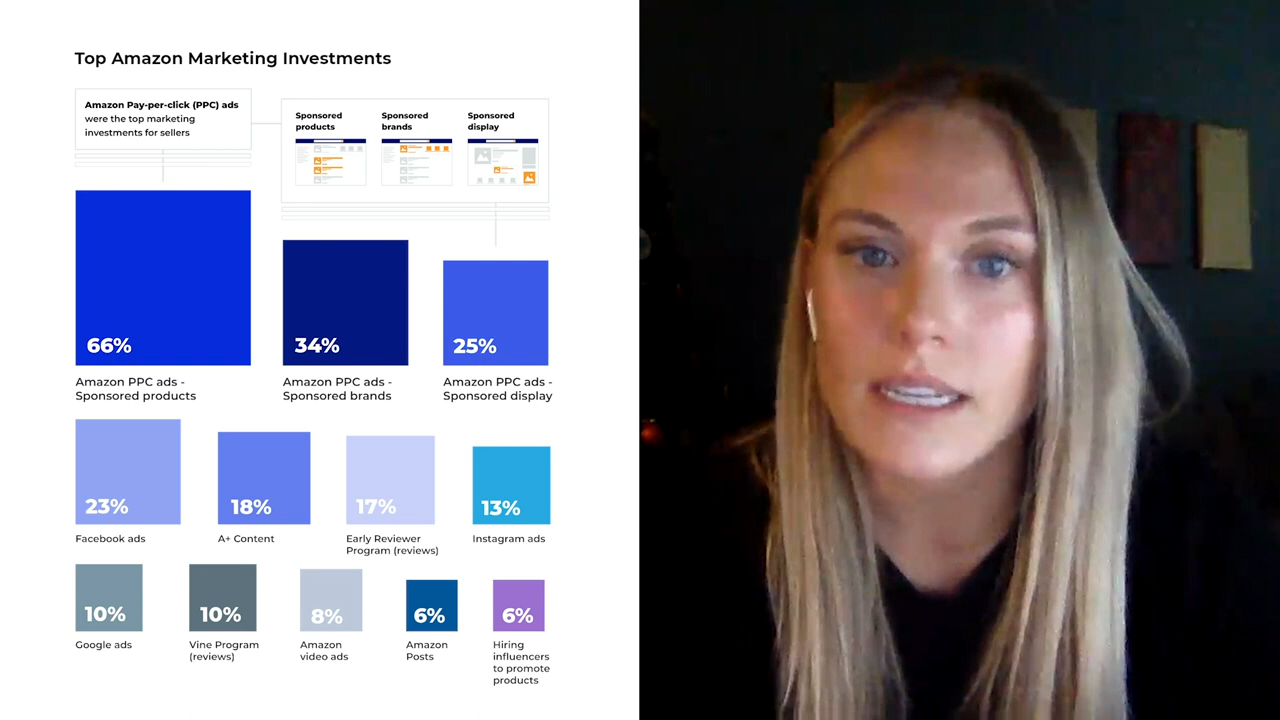 Top Amazon Marketing Investments
Amazon Pay-per-click (PPC) ads
were the top marketing
investments for sellers
Sponsored
products
Sponsored
brands
Sponsored
display
66%
Amazon PPC ads -
Sponsored products
34%
Amazon PPC ads -
Sponsored brands
25%
Amazon PPC ads -
Sponsored display
23%
Facebook ads
18%
A+ Content
17%
Early Reviewer
Program (reviews)
13%
Instagram ads
10%
Google ads
10%
Vine Program
(reviews)
8%
Amazon
video ads
6%
Amazon
Posts
6%
Hiring
influencers
to promote
products